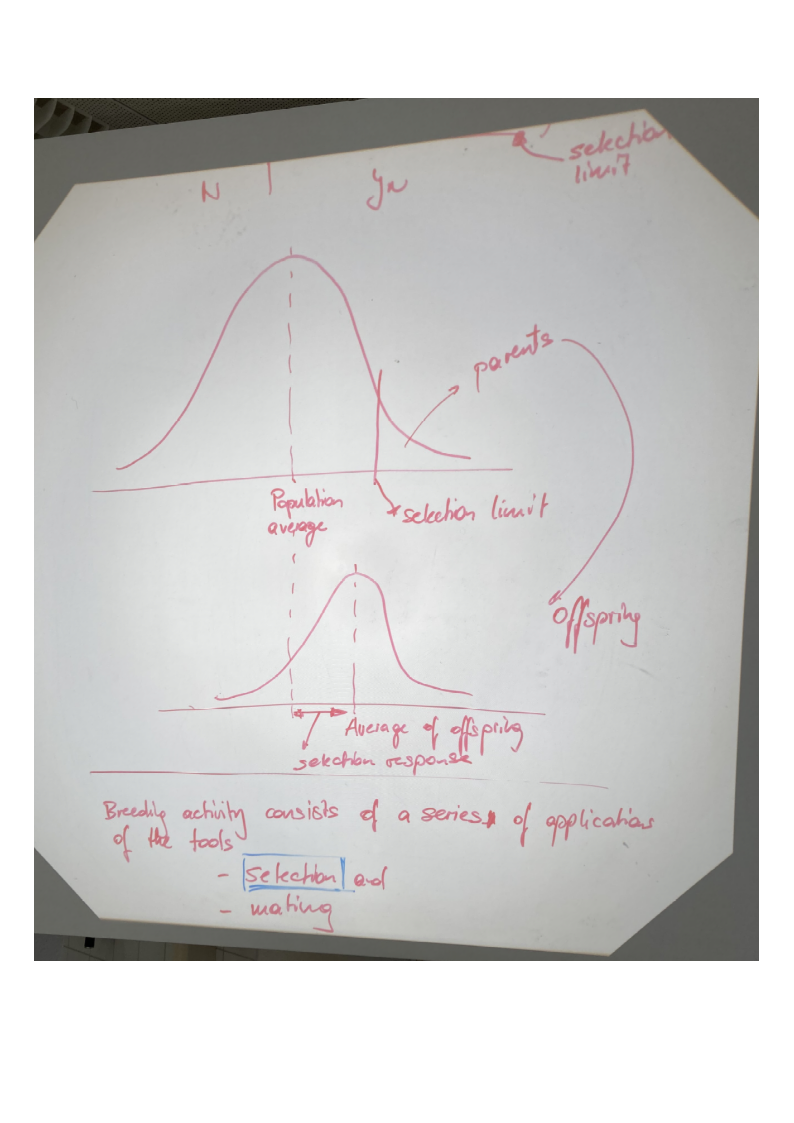 selection
limit
N
yN
parents
Population
average
selection limit
Offspring
Average of offspring
selection response
Breeding activity consists of a series of applications
of the tools
- selection and
- mating